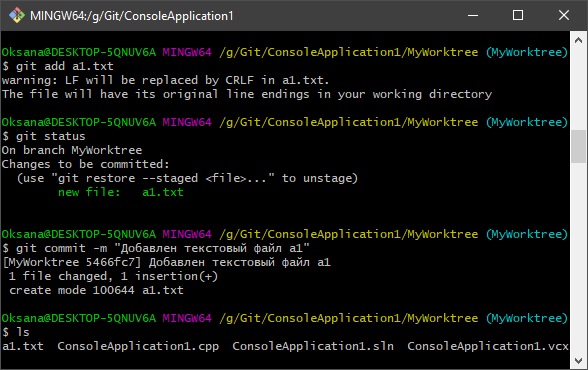 MINGW64:/g/Git/ConsoleApplication1
Oksana@DESKTOP-5QNUV6A MINGW64 /g/Git/ConsoleApplication1/MyWorktree (MyWorktree)
$ git add a1.txt
warning: LF will be replaced by CRLF in a1.txt.
The file will have its original line endings in your working directory
Oksana@DESKTOP-5QNUV6A MINGW64 /g/Git/ConsoleApplication1/MyWorktree (MyWorktree)
$ git status
On branch MyWorktree
Changes to be committed:
  (use "git restore --staged <file>..." to unstage)
        new file:   a1.txt
Oksana@DESKTOP-5QNUV6A MINGW64 /g/Git/ConsoleApplication1/MyWorktree (MyWorktree)
$ git commit -m "Добавлен текстовый файл a1"
[MyWorktree 5466fc7] Добавлен текстовый файл a1
 1 file changed, 1 insertion(+)
 create mode 100644 a1.txt
Oksana@DESKTOP-5QNUV6A MINGW64 /g/Git/ConsoleApplication1/MyWorktree (MyWorktree)
$ ls
a1.txt  ConsoleApplication1.cpp  ConsoleApplication1.sln  ConsoleApplication1.vcx